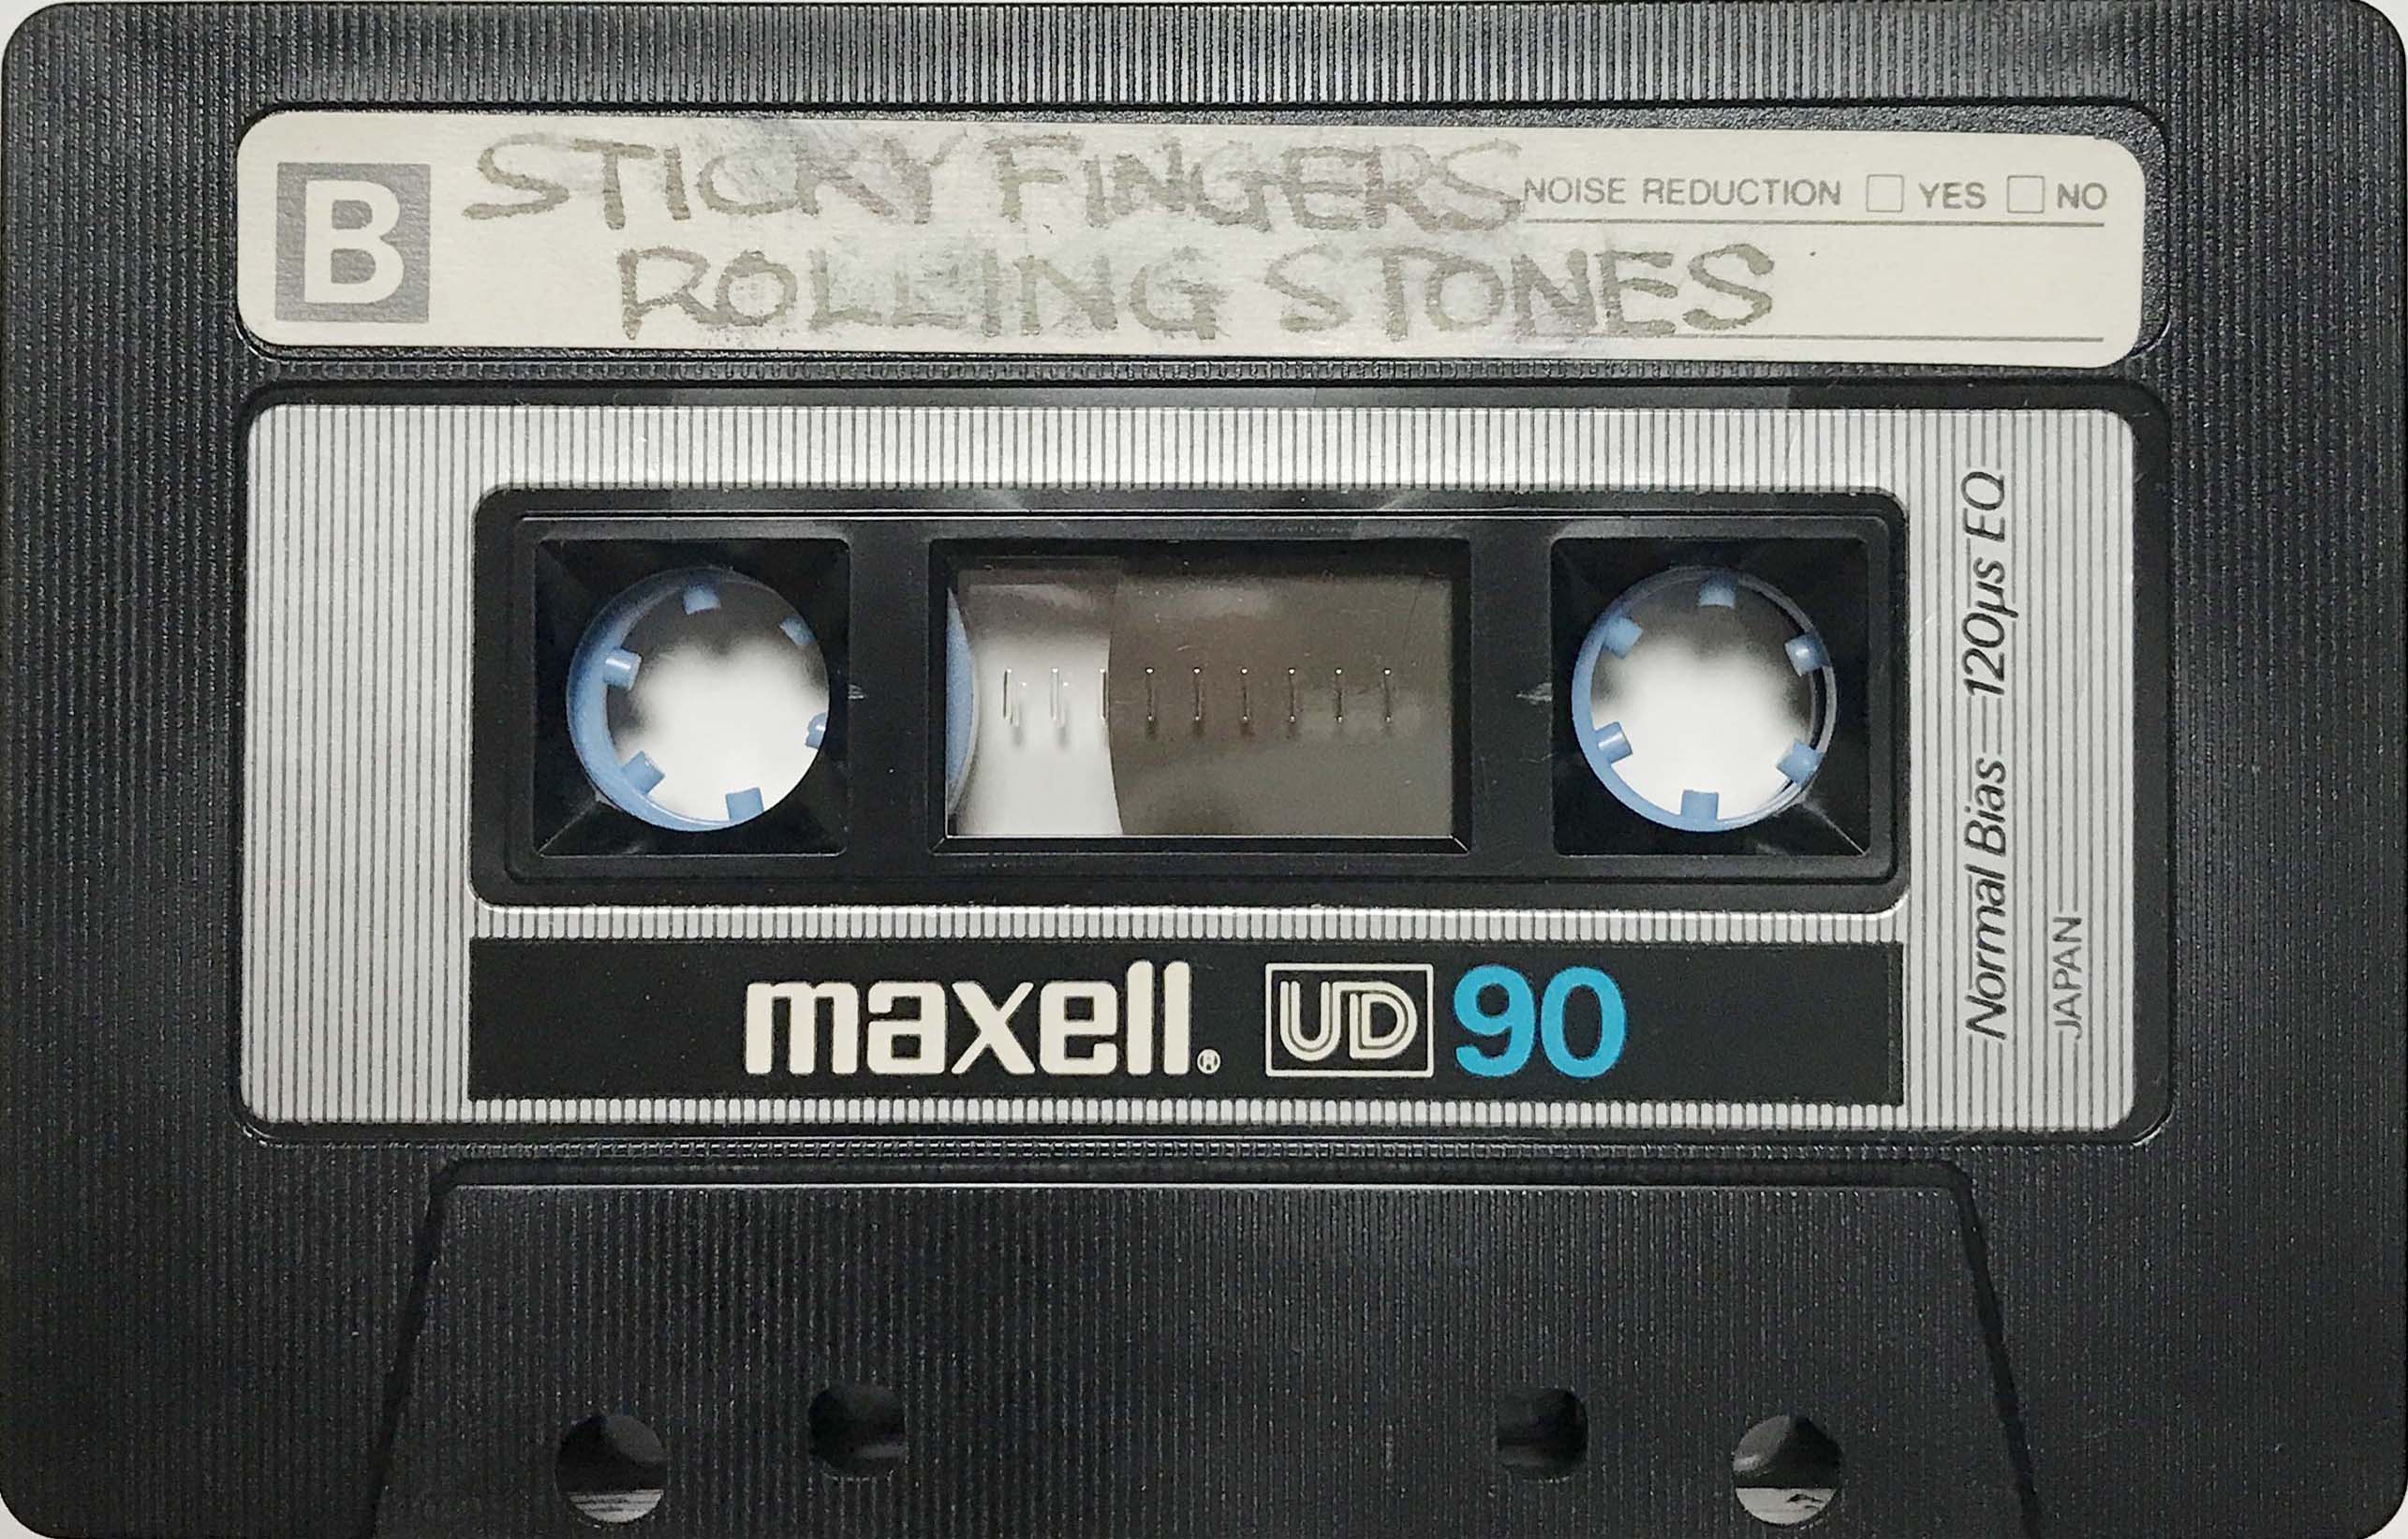 B
STICKY FINGERS
NOISE REDUCTION YES NO
ROLLING STONES
Normal Bias 120μs EQ
JAPAN
maxell® UD 90